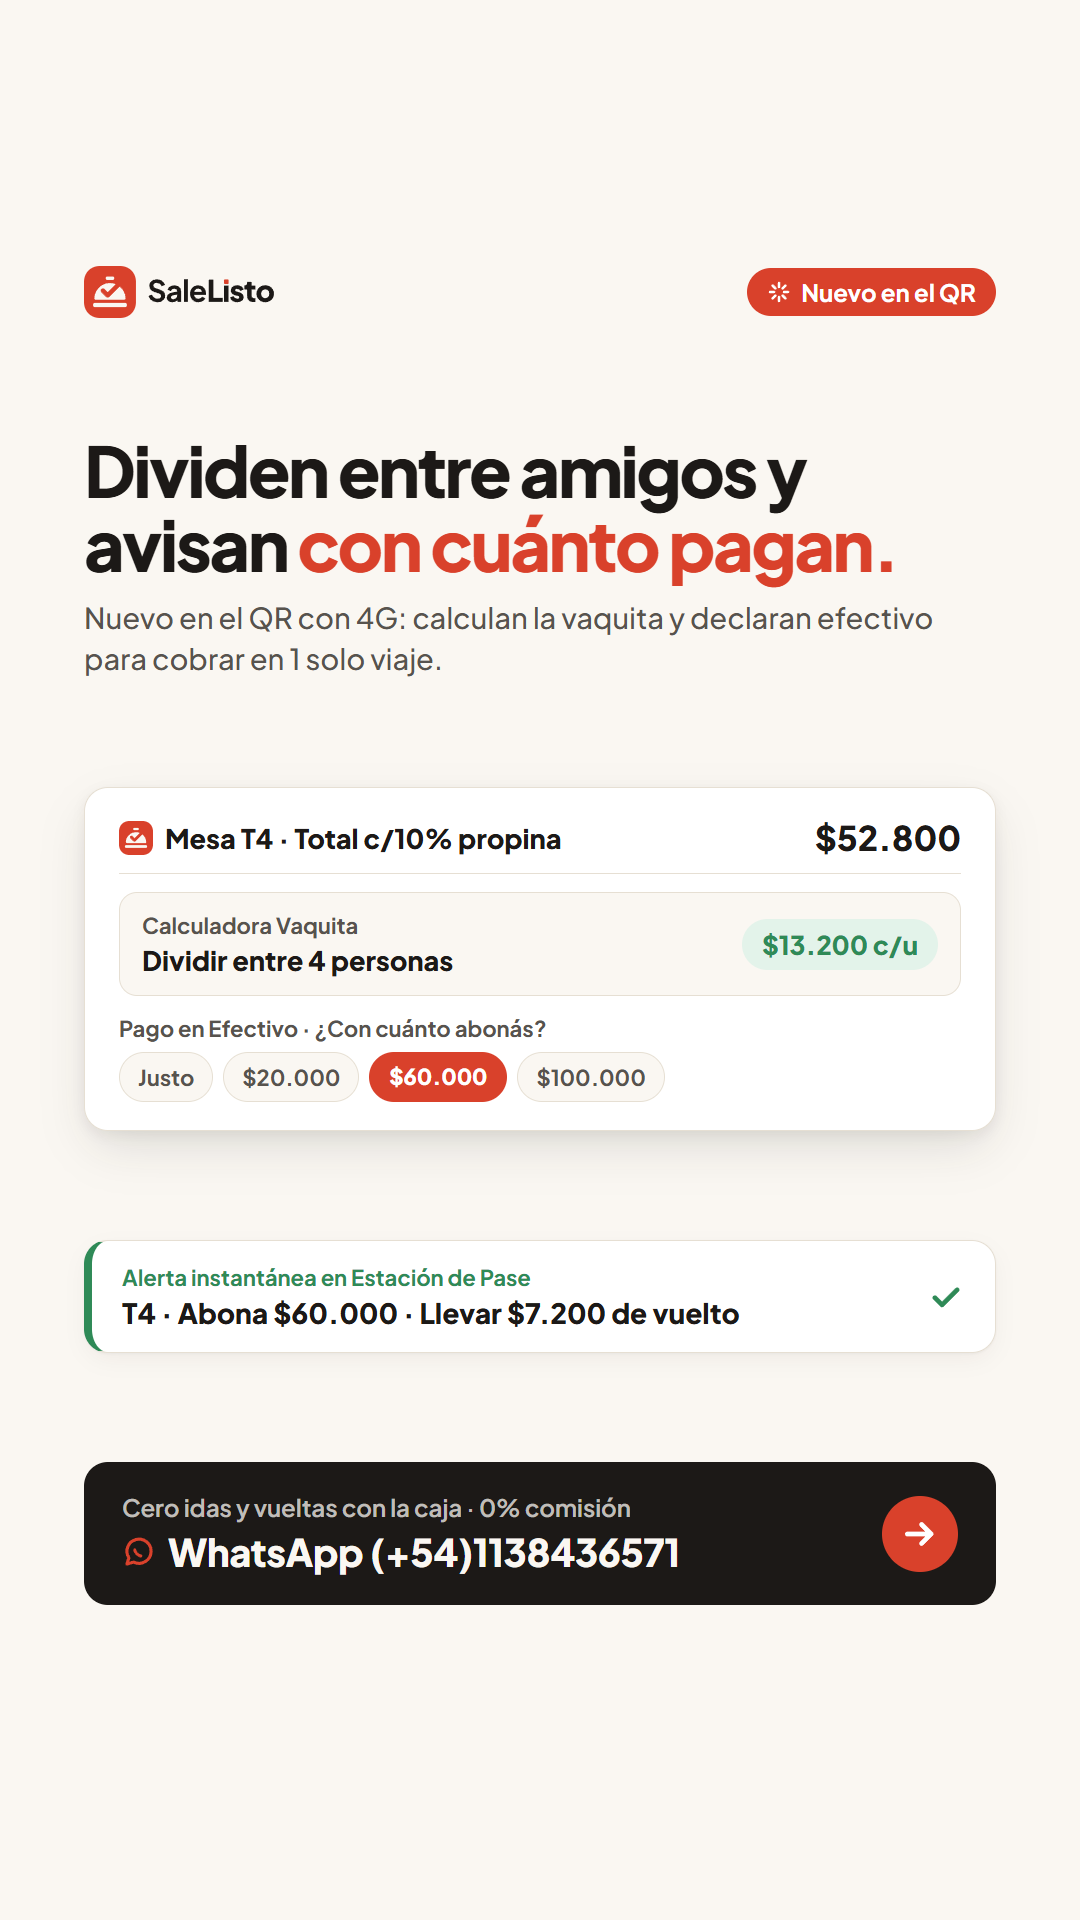 SaleListo
Nuevo en el QR
Dividen entre amigos y
avisan con cuánto pagan.
Nuevo en el QR con 4G: calculan la vaquita y declaran efectivo
para cobrar en 1 solo viaje.
Mesa T4 · Total c/10% propina
$52.800
Calculadora Vaquita
Dividir entre 4 personas
$13.200 c/u
Pago en Efectivo · ¿Con cuánto abonás?
Justo
$20.000
$60.000
$100.000
Alerta instantánea en Estación de Pase
T4 · Abona $60.000 · Llevar $7.200 de vuelto
Cero idas y vueltas con la caja · 0% comisión
WhatsApp (+54)1138436571